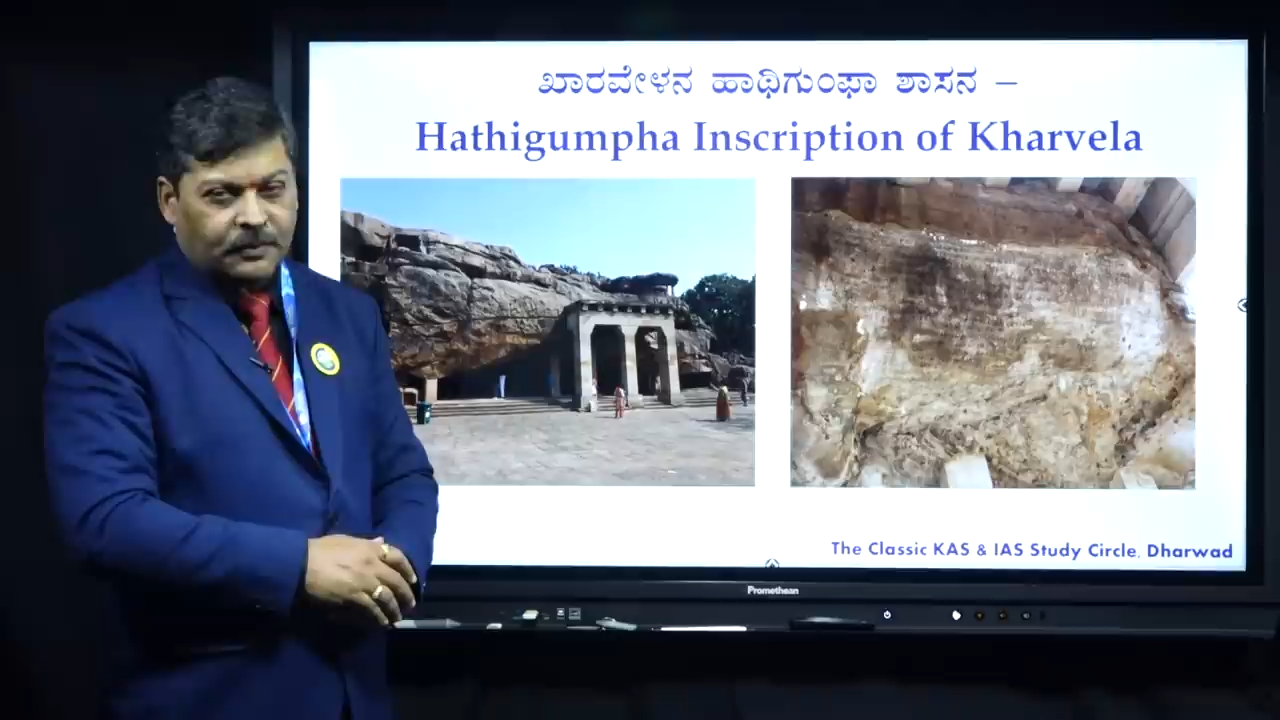 ಖಾರವೇಳನ ಹಾಥಿಗುಂಫಾ ಶಾಸನ –
Hathigumpha Inscription of Kharvela
The Classic KAS & IAS Study Circle, Dharwad
Promethean